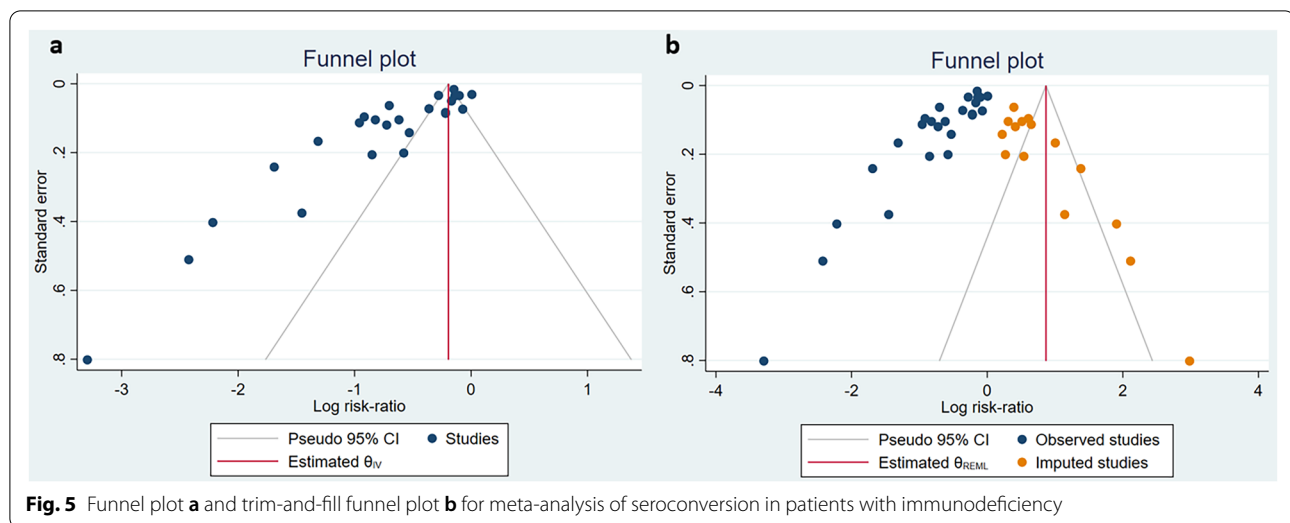 a
Funnel plot
Standard error
0
.2
.4
.6
.8
-3
-2
-1
0
1
Log risk-ratio
Pseudo 95% CI
Studies
Estimated θIV
b
Funnel plot
Standard error
0
.2
.4
.6
.8
-4
-2
0
2
4
Log risk-ratio
Pseudo 95% CI
Observed studies
Estimated θREML
Imputed studies
Fig. 5 Funnel plot a and trim-and-fill funnel plot b for meta-analysis of seroconversion in patients with immunodeficiency